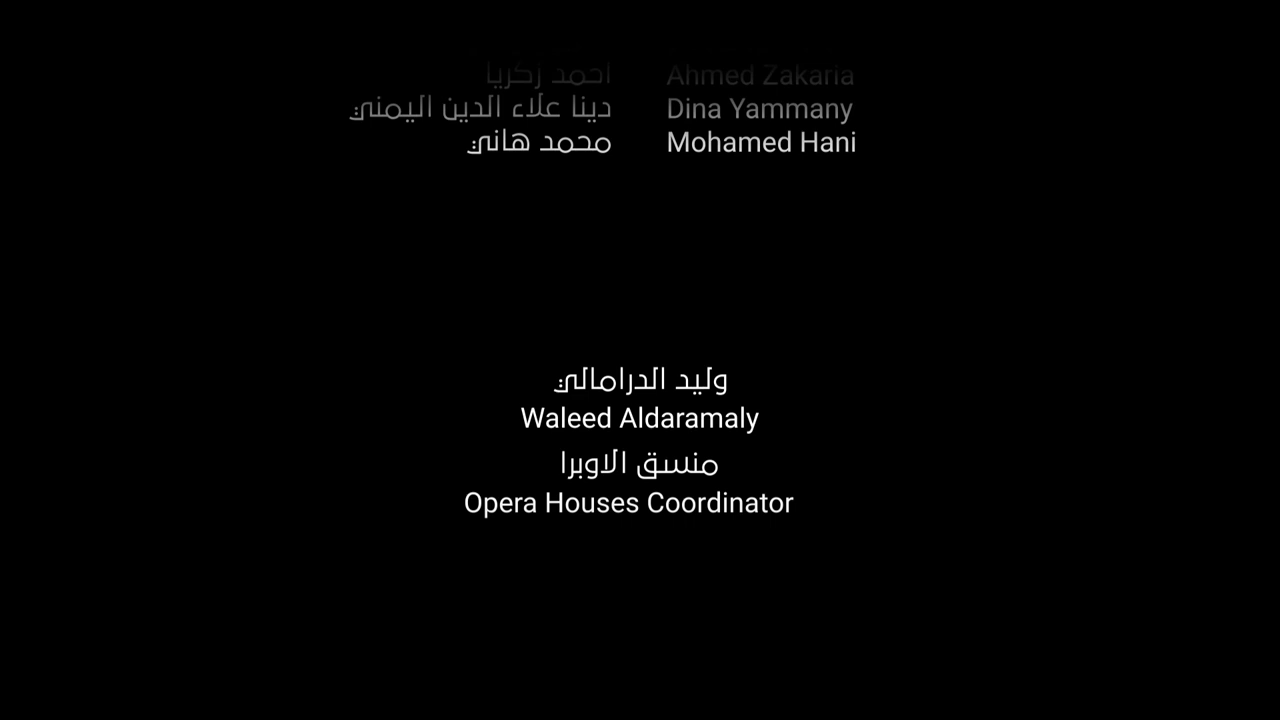 احمد زكريا Ahmed Zakaria
دينا علاء الدين اليمني Dina Yammany
محمد هاني Mohamed Hani
وليد الدرامالي
Waleed Aldaramaly
منسق الاوبرا
Opera Houses Coordinator